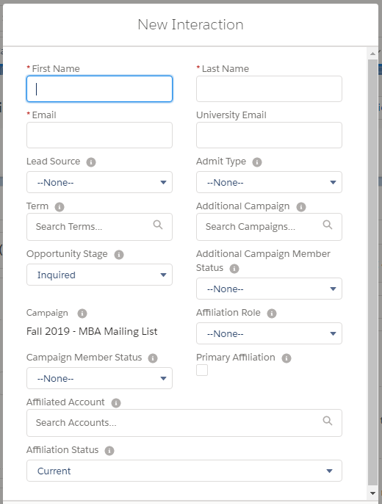 New Interaction
* First Name
* Last Name
* Email
University Email
Lead Source
Admit Type
--None--
--None--
Term
Additional Campaign
Search Terms...
Search Campaigns...
Opportunity Stage
Additional Campaign Member
Status
Inquired
--None--
Campaign
Affiliation Role
Fall 2019 - MBA Mailing List
--None--
Campaign Member Status
Primary Affiliation
--None--
Affiliated Account
Search Accounts...
Affiliation Status
Current